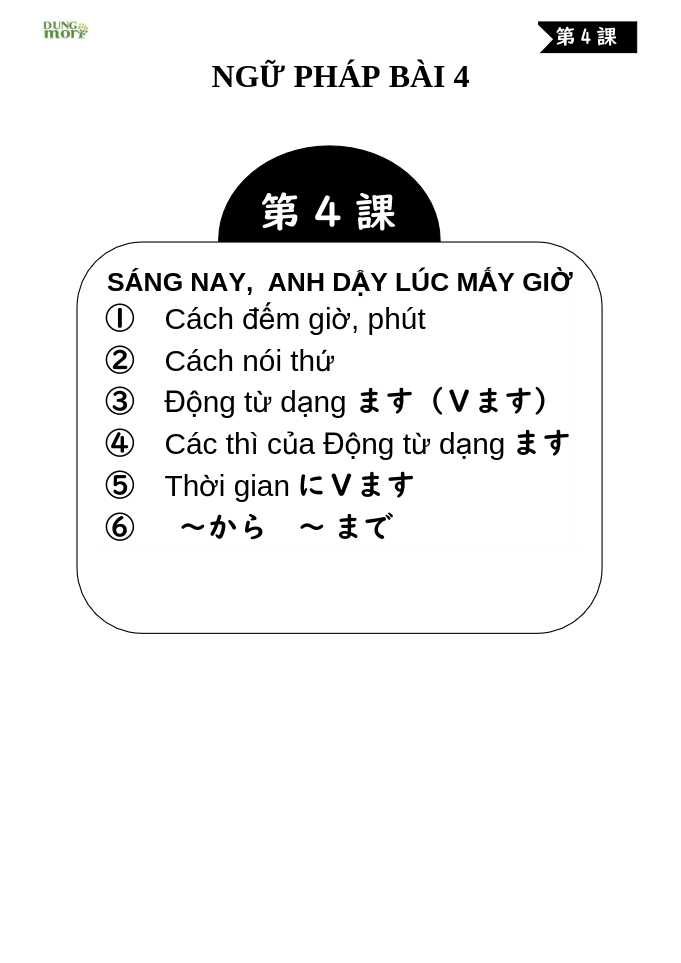 DUNG
mori
第4課
NGỮ PHÁP BÀI 4
第4課
SÁNG NAY,  ANH DẬY LÚC MẤY GIỜ
① Cách đếm giờ, phút
② Cách nói thứ
③ Động từ dạng ます（Ｖます）
④ Các thì của Động từ dạng ます
⑤ Thời gian にＶます
⑥ ～から　～ まで